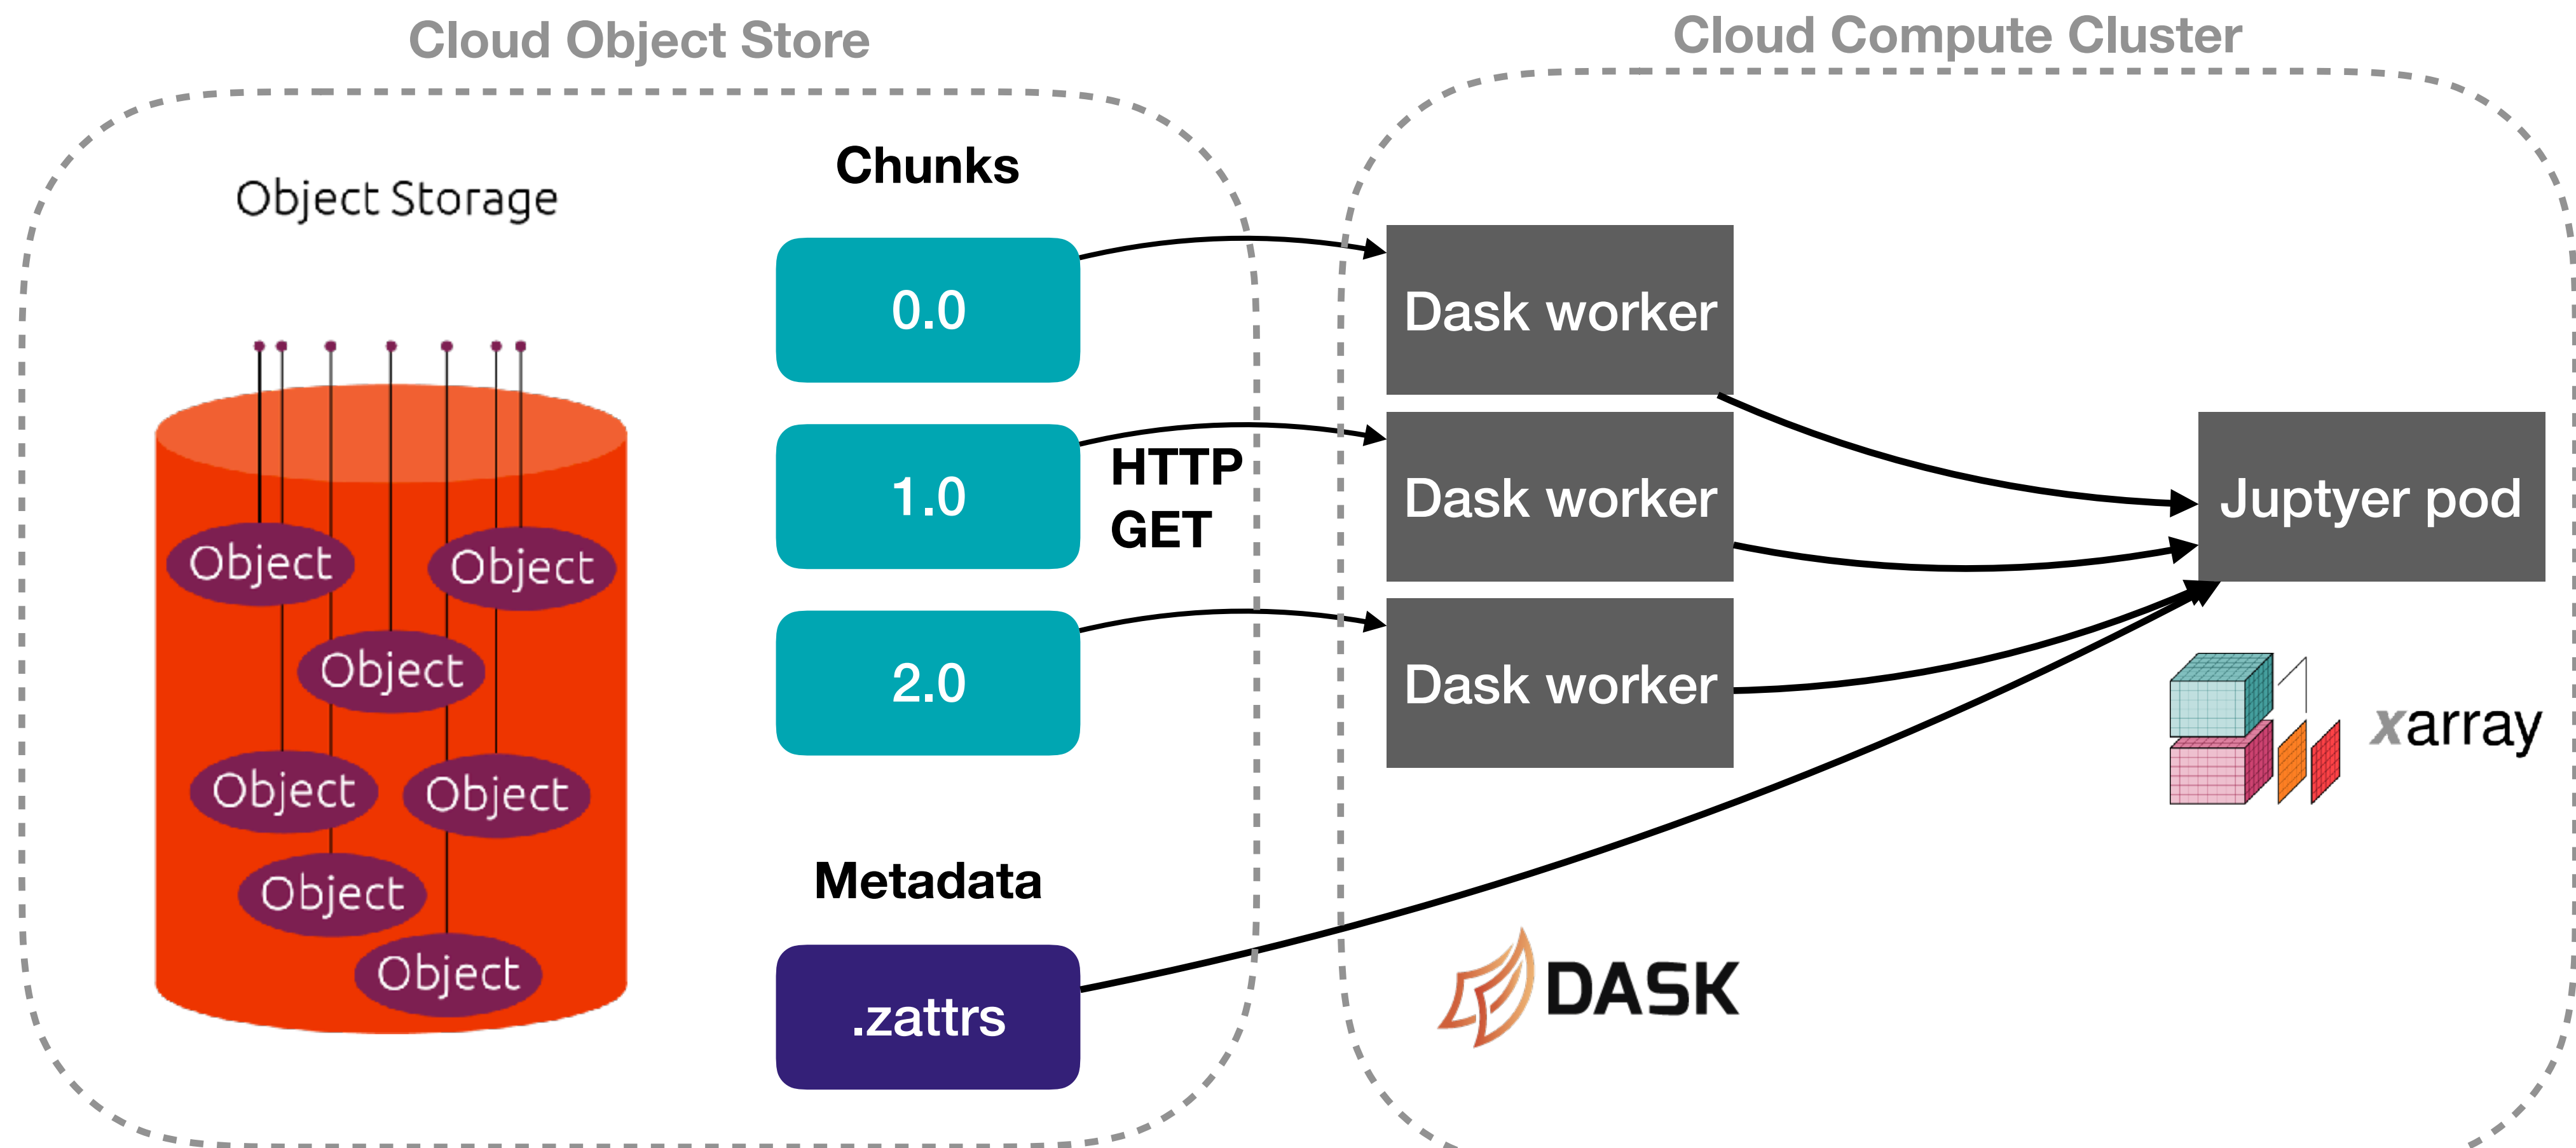 Cloud Object Store
Cloud Compute Cluster
Object Storage
Object
Object
Object
Object
Object
Object
Object
Chunks
0.0
1.0
2.0
HTTP
GET
Metadata
.zattrs
Dask worker
Dask worker
Dask worker
Juptyer pod
xarray
DASK